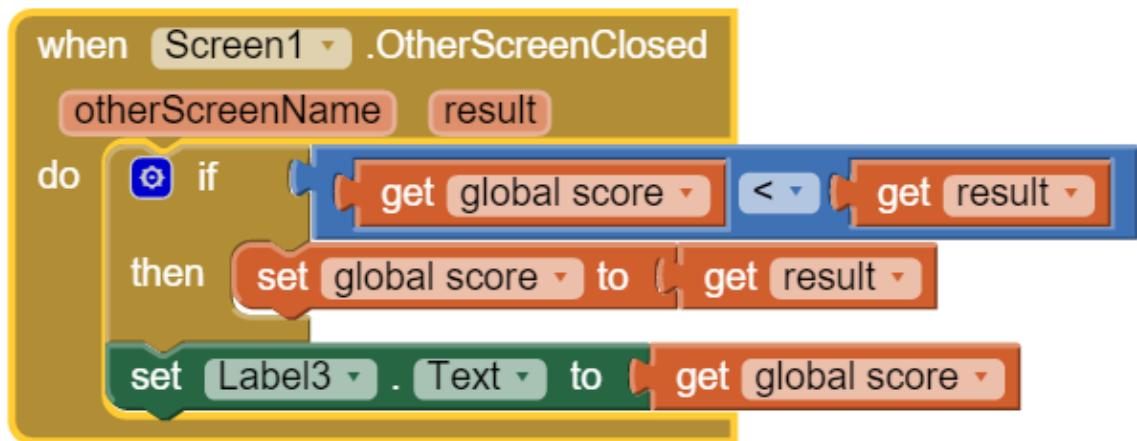 when Screen1 .OtherScreenClosed
otherScreenName result
do if get global score < get result
then set global score to get result
set Label3 . Text to get global score